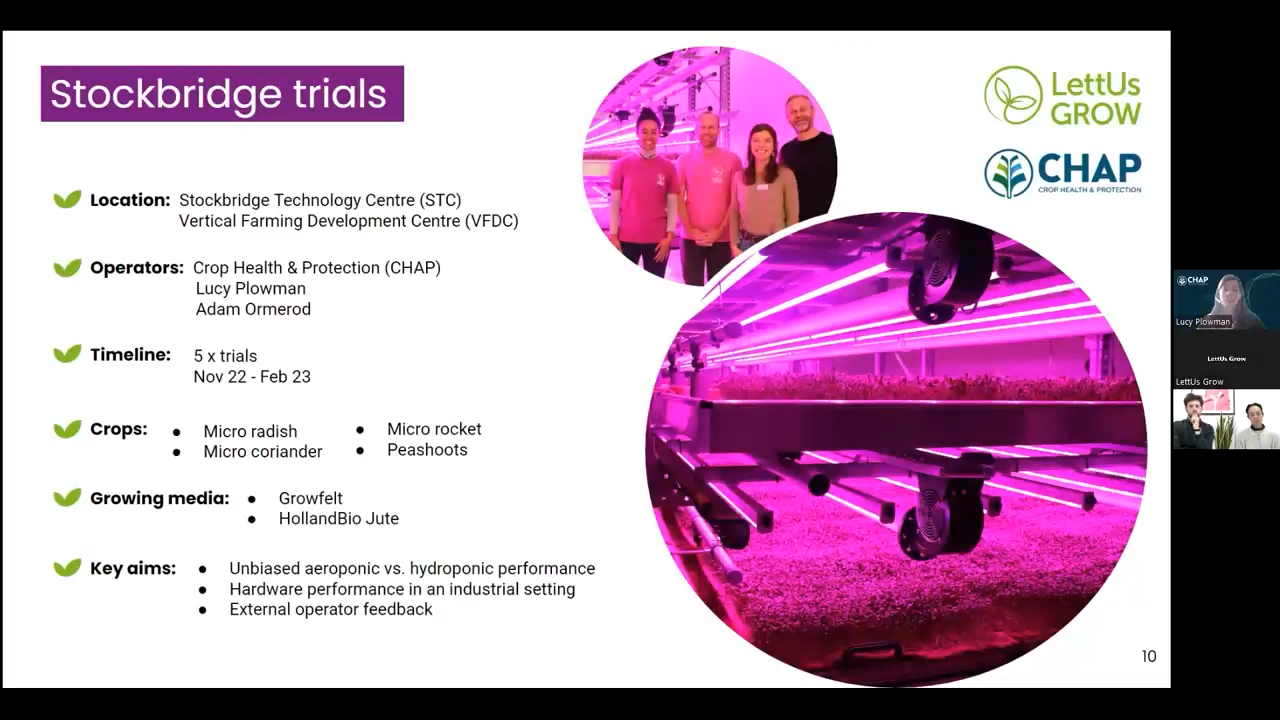 Stockbridge trials
LettUs
GROW
CHAP
CROP HEALTH & PROTECTION
Location: Stockbridge Technology Centre (STC)
Vertical Farming Development Centre (VFDC)
Operators: Crop Health & Protection (CHAP)
Lucy Plowman
Adam Ormerod
Timeline: 5 x trials
Nov 22 - Feb 23
Crops: ● Micro radish ● Micro rocket
● Micro coriander ● Peashoots
Growing media: ● Growfelt
● HollandBio Jute
Key aims: ● Unbiased aeroponic vs. hydroponic performance
● Hardware performance in an industrial setting
● External operator feedback
10
CHAP
Lucy Plowman
LettUs Grow
LettUs Grow